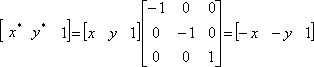 [ x* y* 1]=[x y 1][-1 0 0
0 -1 0
0 0 1]=[-x -y 1]